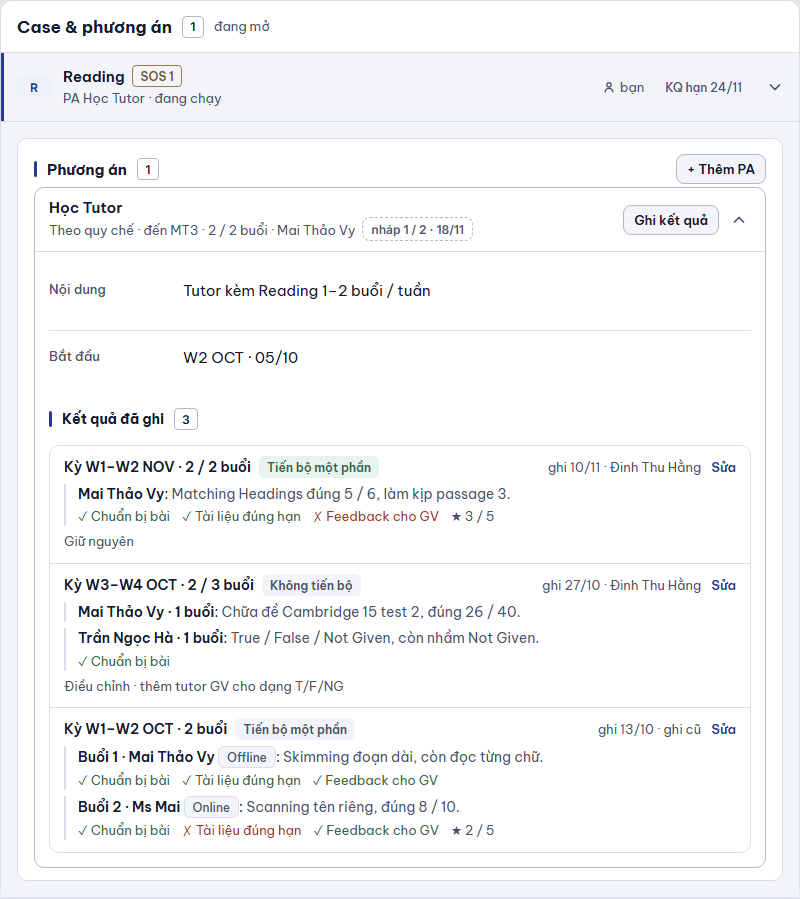 Case & phương án 1 đang mở
R Reading SOS 1 bạn KQ hạn 24/11
PA Học Tutor · đang chạy
Phương án 1 + Thêm PA
Học Tutor
Theo quy chế · đến MT3 · 2 / 2 buổi · Mai Thảo Vy nháp 1 / 2 · 18/11 Ghi kết quả
Nội dung Tutor kèm Reading 1–2 buổi / tuần
Bắt đầu W2 OCT · 05/10
Kết quả đã ghi 3
Kỳ W1–W2 NOV · 2 / 2 buổi Tiến bộ một phần ghi 10/11 · Đinh Thu Hằng Sửa
Mai Thảo Vy: Matching Headings đúng 5 / 6, làm kịp passage 3.
✓ Chuẩn bị bài ✓ Tài liệu đúng hạn ✗ Feedback cho GV ★ 3 / 5
Giữ nguyên
Kỳ W3–W4 OCT · 2 / 3 buổi Không tiến bộ ghi 27/10 · Đinh Thu Hằng Sửa
Mai Thảo Vy · 1 buổi: Chữa đề Cambridge 15 test 2, đúng 26 / 40.
Trần Ngọc Hà · 1 buổi: True / False / Not Given, còn nhầm Not Given.
✓ Chuẩn bị bài
Điều chỉnh · thêm tutor GV cho dạng T/F/NG
Kỳ W1–W2 OCT · 2 buổi Tiến bộ một phần ghi 13/10 · ghi cũ Sửa
Buổi 1 · Mai Thảo Vy Offline : Skimming đoạn dài, còn đọc từng chữ.
✓ Chuẩn bị bài ✓ Tài liệu đúng hạn ✓ Feedback cho GV
Buổi 2 · Ms Mai Online : Scanning tên riêng, đúng 8 / 10.
✓ Chuẩn bị bài ✗ Tài liệu đúng hạn ✓ Feedback cho GV ★ 2 / 5